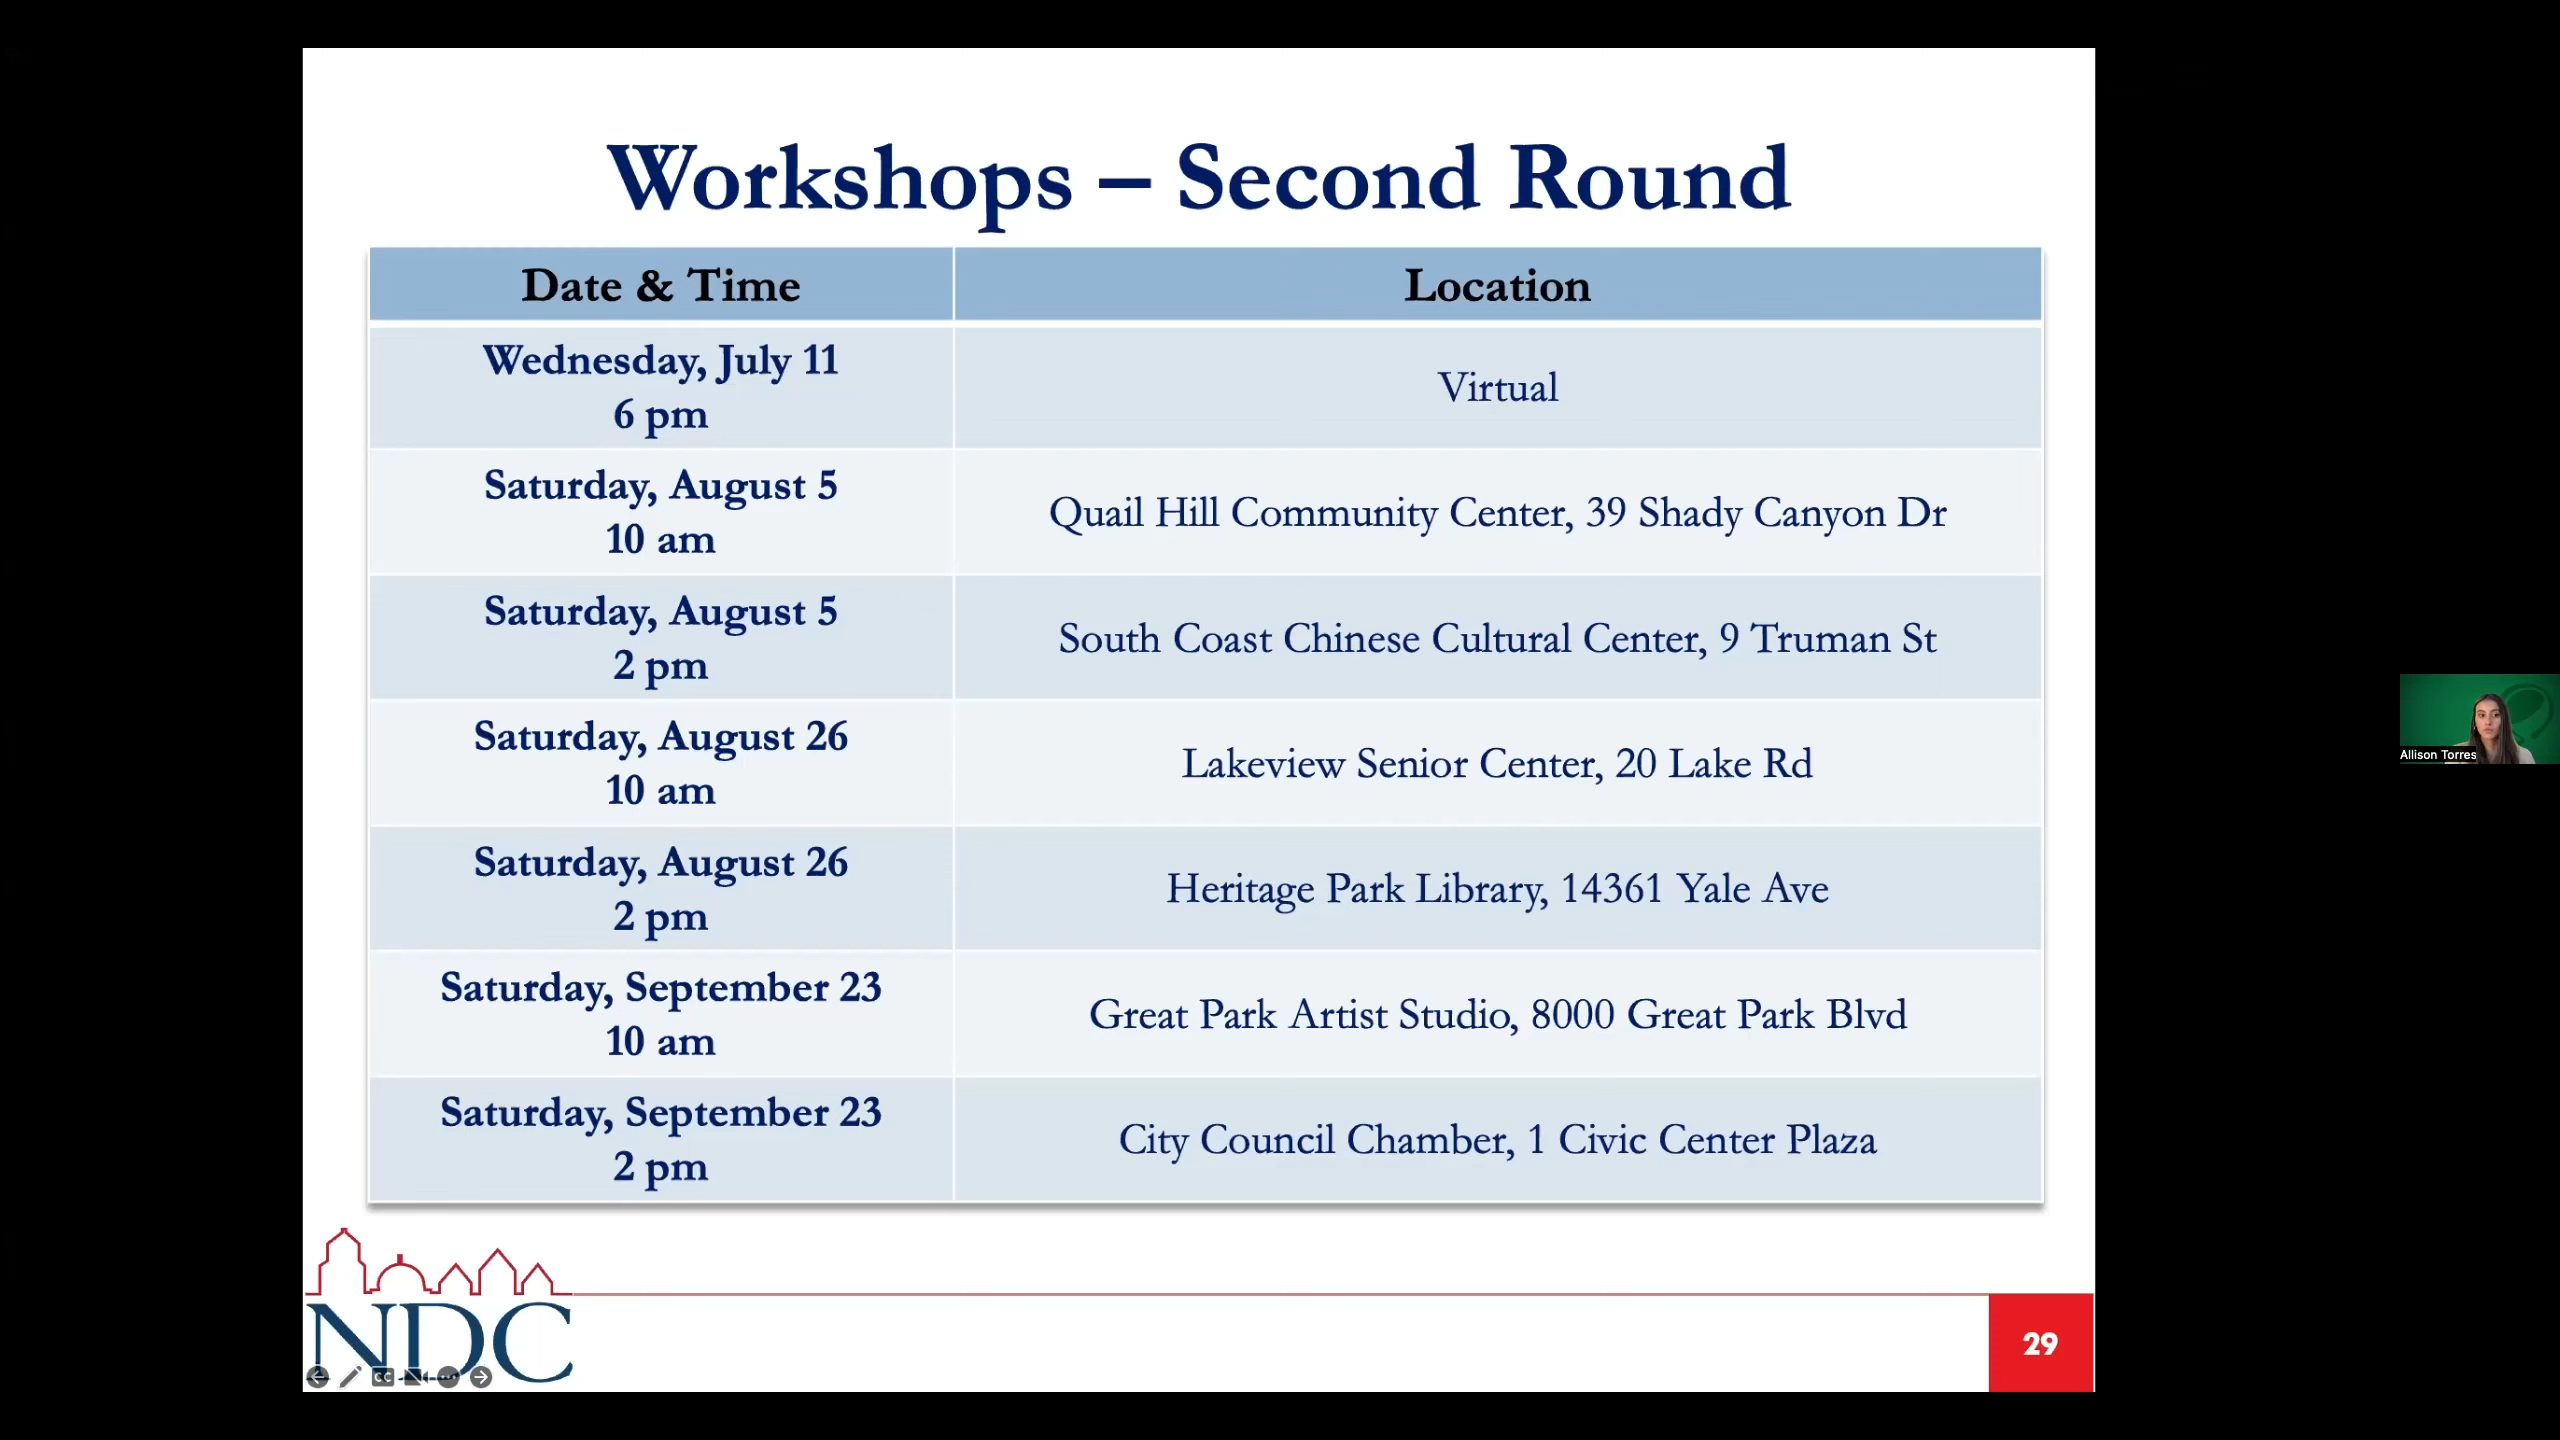 Workshops – Second Round
Date & Time
Location
Wednesday, July 11
6 pm
Virtual
Saturday, August 5
10 am
Quail Hill Community Center, 39 Shady Canyon Dr
Saturday, August 5
2 pm
South Coast Chinese Cultural Center, 9 Truman St
Saturday, August 26
10 am
Lakeview Senior Center, 20 Lake Rd
Saturday, August 26
2 pm
Heritage Park Library, 14361 Yale Ave
Saturday, September 23
10 am
Great Park Artist Studio, 8000 Great Park Blvd
Saturday, September 23
2 pm
City Council Chamber, 1 Civic Center Plaza
Allison Torres
NDC
CC
29